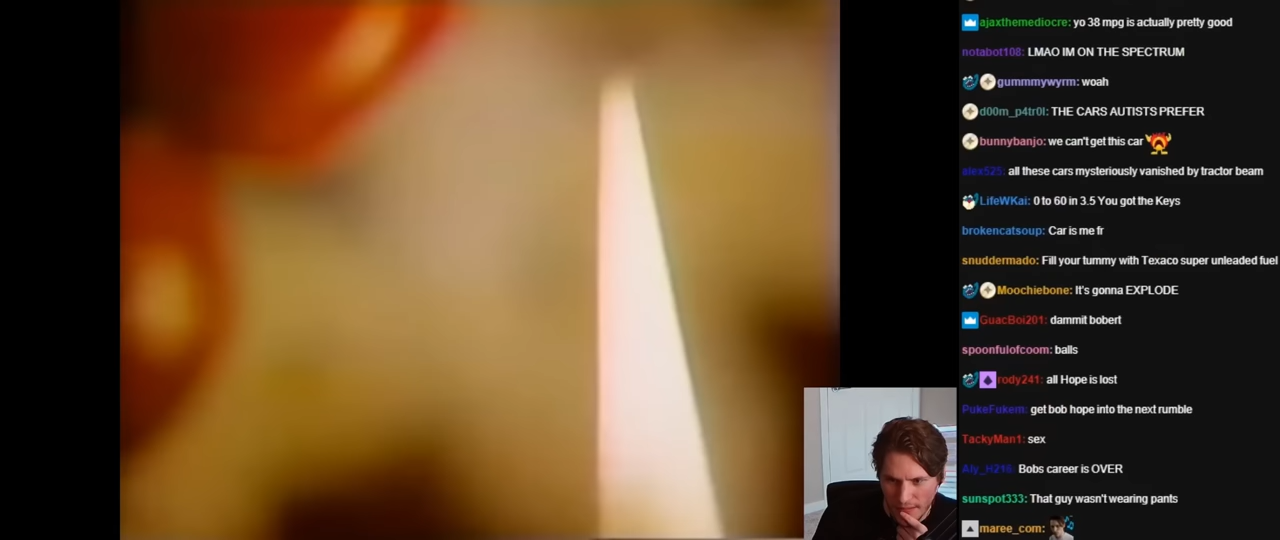 ajaxthemediocre: yo 38 mpg is actually pretty good
notabot108: LMAO IM ON THE SPECTRUM
gummmywyrm: woah
d00m_p4tr0l: THE CARS AUTISTS PREFER
bunnybanjo: we can't get this car
alex525: all these cars mysteriously vanished by tractor beam
LifeWKai: 0 to 60 in 3.5 You got the Keys
brokencatsoup: Car is me fr
snuddermado: Fill your tummy with Texaco super unleaded fuel
Moochiebone: It's gonna EXPLODE
GuacBoi201: dammit bobert
spoonfulofcoom: balls
rody241: all Hope is lost
PukeFukem: get bob hope into the next rumble
TackyMan1: sex
Bobs career is OVER
sunspot333: That guy wasn't wearing pants
maree_com: